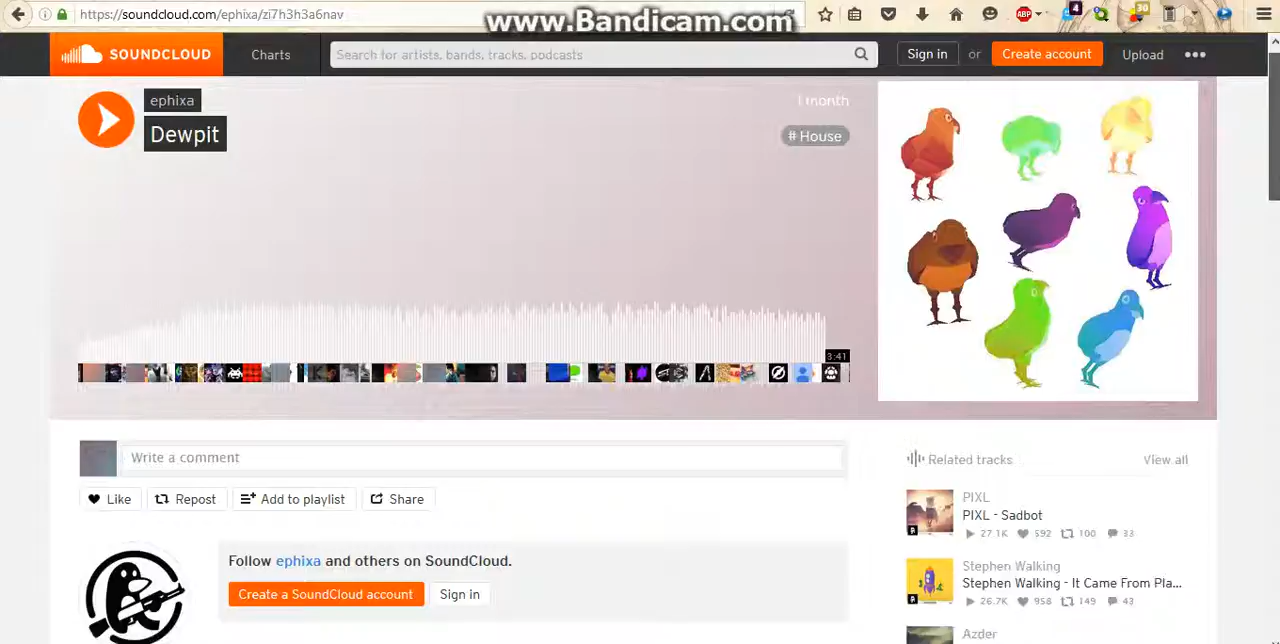 https://soundcloud.com/ephixa/zi7h3h3a6nav
www.Bandicam.com
ABP
4
30
SOUNDCLOUD
Charts
Search for artists, bands, tracks, podcasts
Sign in
or
Create account
Upload
ephixa
1 month
Dewpit
# House
3:41
Write a comment
Related tracks
View all
Like
Repost
Add to playlist
Share
PIXL
PIXL - Sadbot
27.1K
592
100
33
Follow ephixa and others on SoundCloud.
Stephen Walking
Stephen Walking - It Came From Pla...
Create a SoundCloud account
Sign in
26.7K
958
149
43
Azder